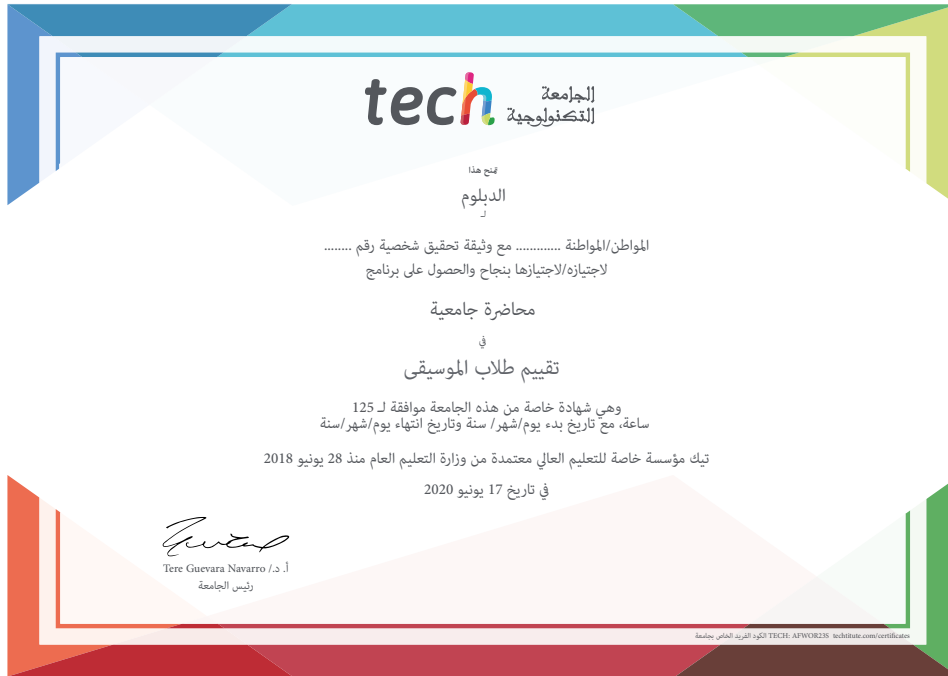 tech الجامعة
التكنولوجية
تمنح هذا
الدبلوم
لـ
المواطن/المواطنة ............. مع وثيقة تحقيق شخصية رقم ........
لاجتيازه/لاجتيازها بنجاح والحصول على برنامج
محاضرة جامعية
في
تقييم طلاب الموسيقى
وهي شهادة خاصة من هذه الجامعة موافقة لـ 125
ساعة، مع تاريخ بدء يوم/شهر/ سنة وتاريخ انتهاء يوم/شهر/سنة
تيك مؤسسة خاصة للتعليم العالي معتمدة من وزارة التعليم العام منذ 28 يونيو 2018
في تاريخ 17 يونيو 2020
أ. د./ Tere Guevara Navarro
رئيس الجامعة
الكود الفريد الخاص بجامعة TECH: AFWOR23S techtitute.com/certificates